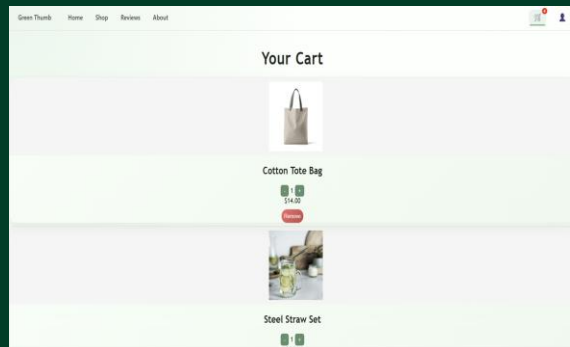 Green Thumb Home Shop Reviews About
Your Cart
Cotton Tote Bag
- 1 +
$14.00
Remove
Steel Straw Set
- 1 +